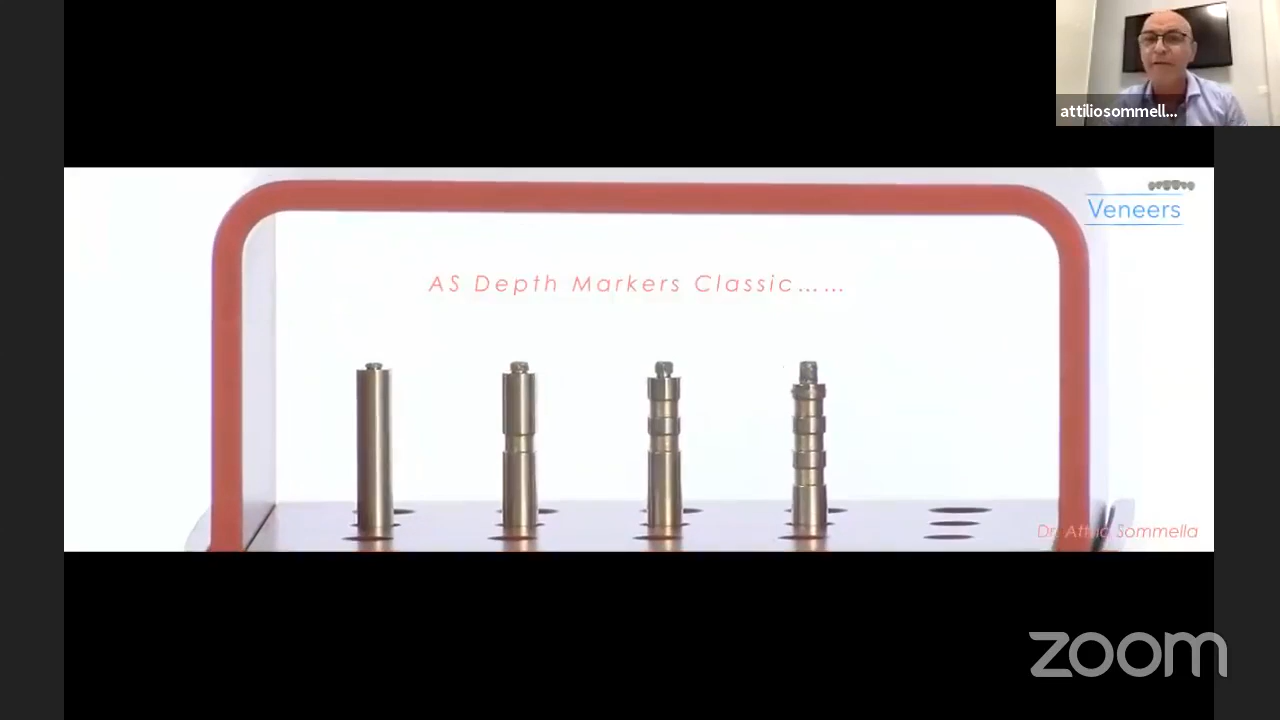 attiliosommell...
Veneers
AS Depth Markers Classic......
Dr. Attilio Sommella
zoom